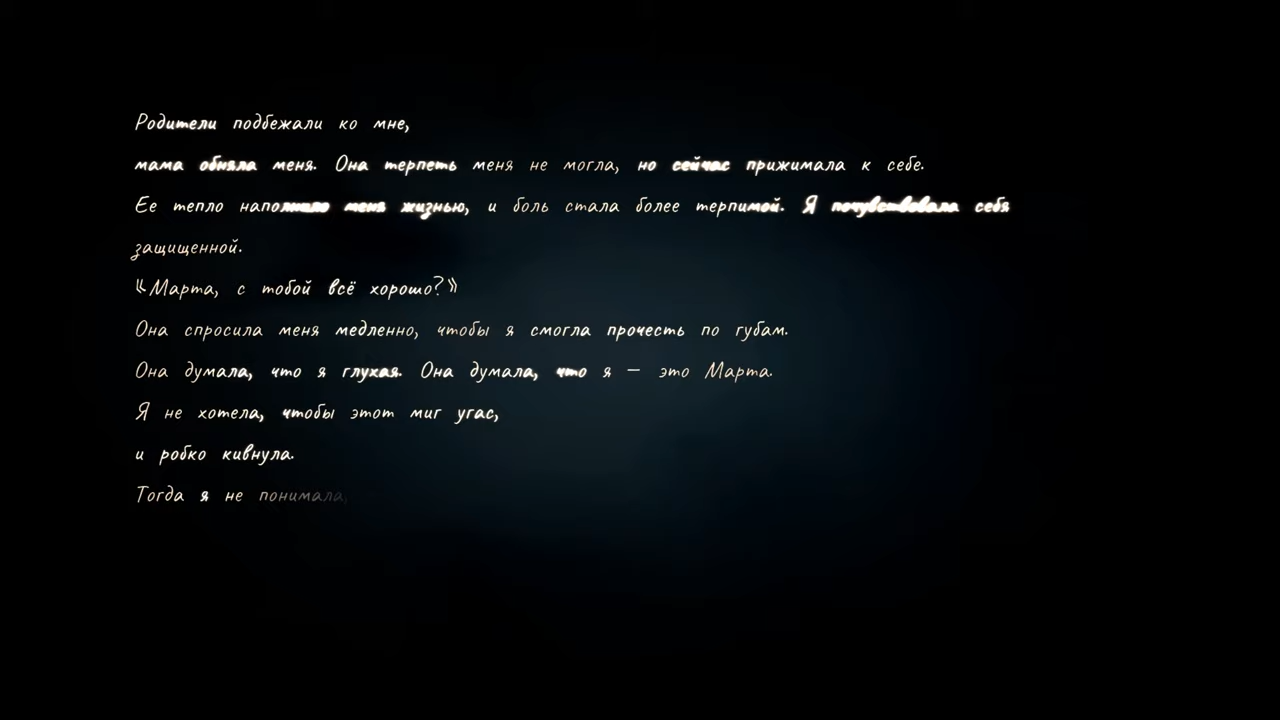 Родители подбежали ко мне,
мама обняла меня. Она терпеть меня не могла, но сейчас прижимала к себе.
Ее тепло наполнило меня жизнью, и боль стала более терпимой. Я почувствовала себя
защищенной.
《Марта, с тобой всё хорошо?》
Она спросила меня медленно, чтобы я смогла прочесть по губам.
Она думала, что я глухая. Она думала, что я — это Марта.
Я не хотела, чтобы этот миг угас,
и робко кивнула.
Тогда я не понимала,